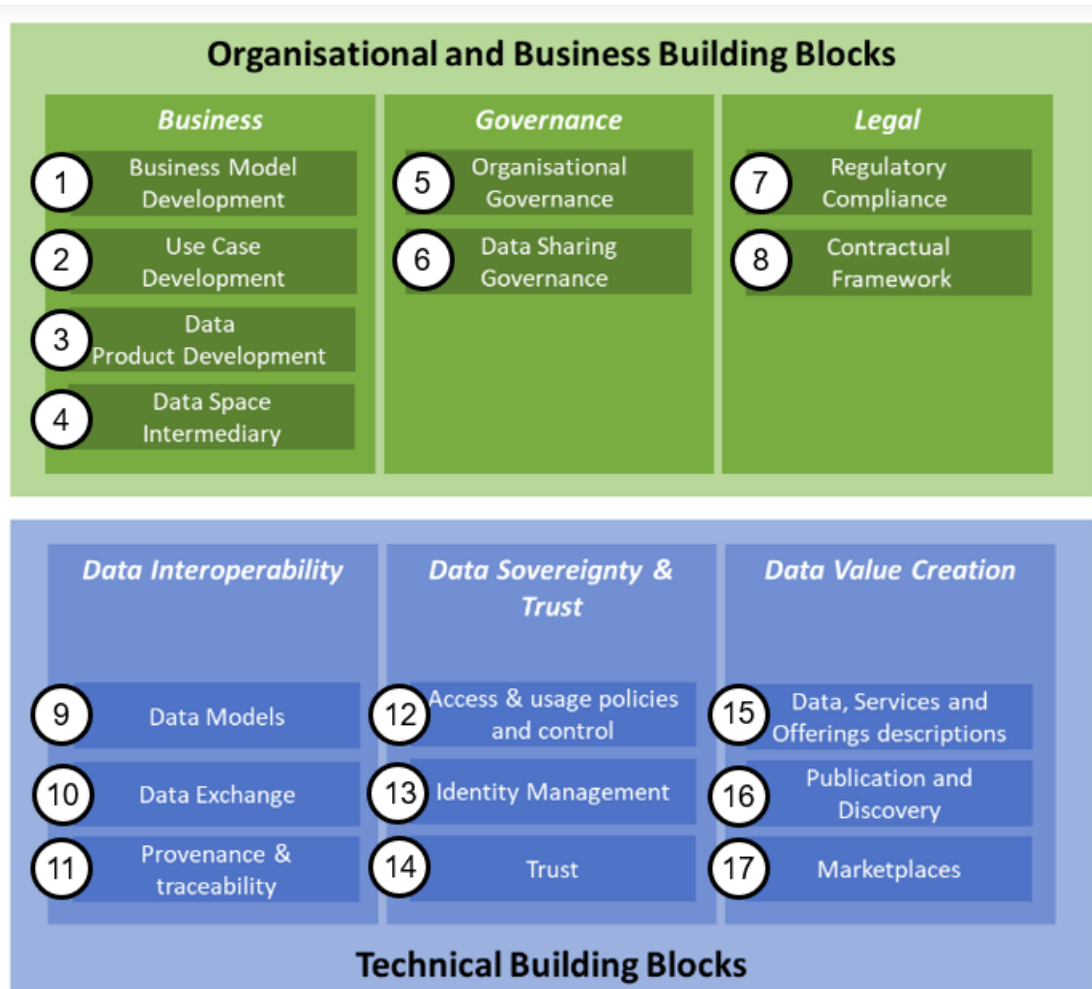 Organisational and Business Building Blocks
Business
1
Business Model
Development
2
Use Case
Development
3
Data
Product Development
4
Data Space
Intermediary
Governance
5
Organisational
Governance
6
Data Sharing
Governance
Legal
7
Regulatory
Compliance
8
Contractual
Framework
Data Interoperability
9
Data Models
10
Data Exchange
11
Provenance &
traceability
Data Sovereignty &
Trust
12
Access & usage policies
and control
13
Identity Management
14
Trust
Data Value Creation
15
Data, Services and
Offerings descriptions
16
Publication and
Discovery
17
Marketplaces
Technical Building Blocks